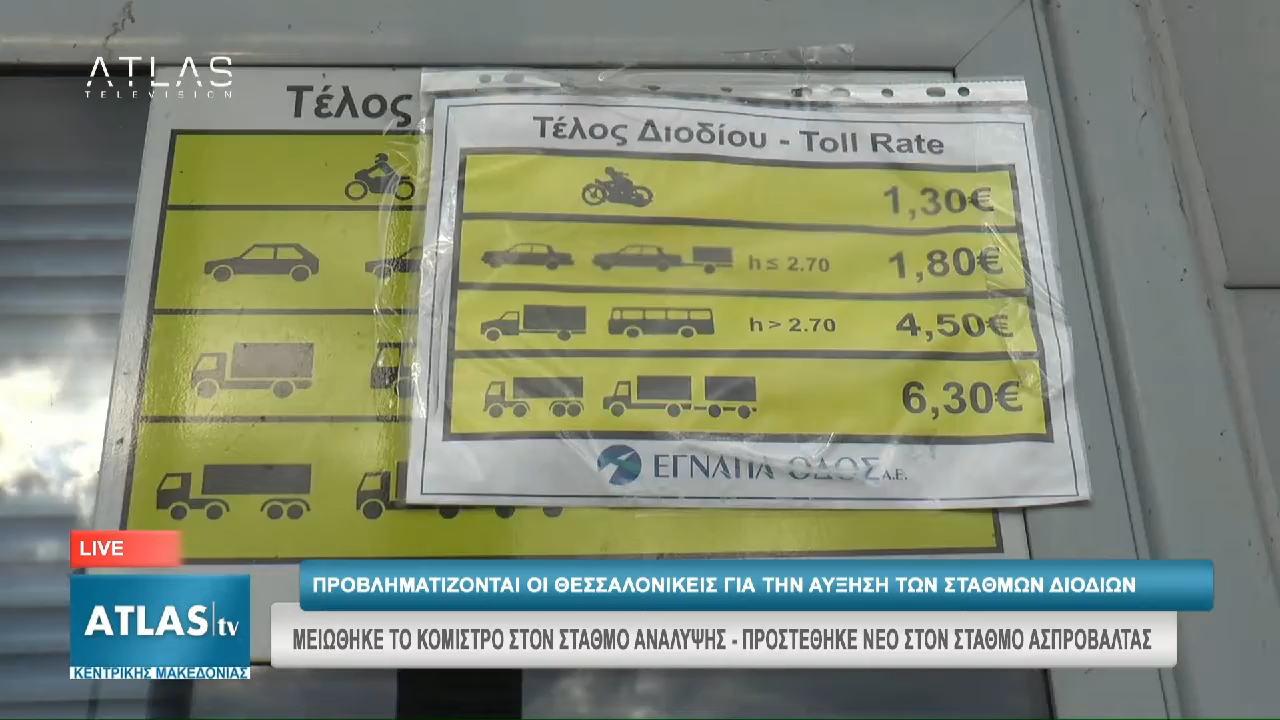 ATLAS
TELEVISION
Τέλος
Τέλος Διοδίου - Toll Rate
1,30€
h ≤ 2.70 1,80€
h > 2.70 4,50€
6,30€
ΕΓΝΑΤΙΑ ΟΔΟΣ Α.Ε.
LIVE
ΠΡΟΒΛΗΜΑΤΙΖΟΝΤΑΙ ΟΙ ΘΕΣΣΑΛΟΝΙΚΕΙΣ ΓΙΑ ΤΗΝ ΑΥΞΗΣΗ ΤΩΝ ΣΤΑΘΜΩΝ ΔΙΟΔΙΩΝ
ATLAS tv
ΜΕΙΩΘΗΚΕ ΤΟ ΚΟΜΙΣΤΡΟ ΣΤΟΝ ΣΤΑΘΜΟ ΑΝΑΛΥΨΗΣ - ΠΡΟΣΤΕΘΗΚΕ ΝΕΟ ΣΤΟΝ ΣΤΑΘΜΟ ΑΣΠΡΟΒΑΛΤΑΣ
ΚΕΝΤΡΙΚΗΣ ΜΑΚΕΔΟΝΙΑΣ